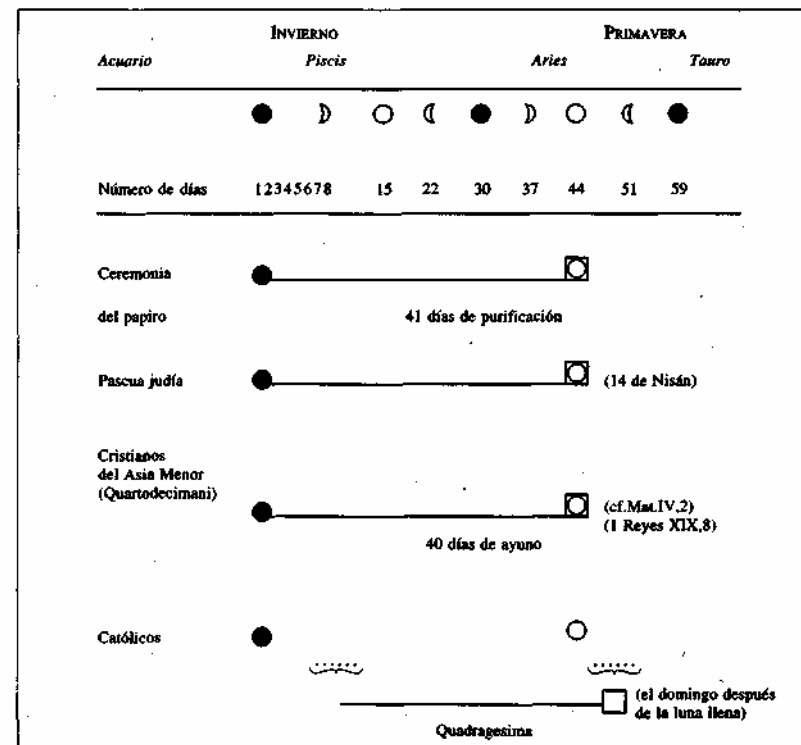 INVIERNO PRIMAVERA
Acuario Piscis Aries Tauro
Número de días 12345678 15 22 30 37 44 51 59
Ceremonia
del papiro 41 días de purificación
Pascua judía (14 de Nisán)
Cristianos
del Asia Menor
(Quartodecimani) (cf.Mat.IV,2)
(1 Reyes XIX,8)
40 días de ayuno
Católicos
(el domingo después
de la luna llena)
Quadragesima